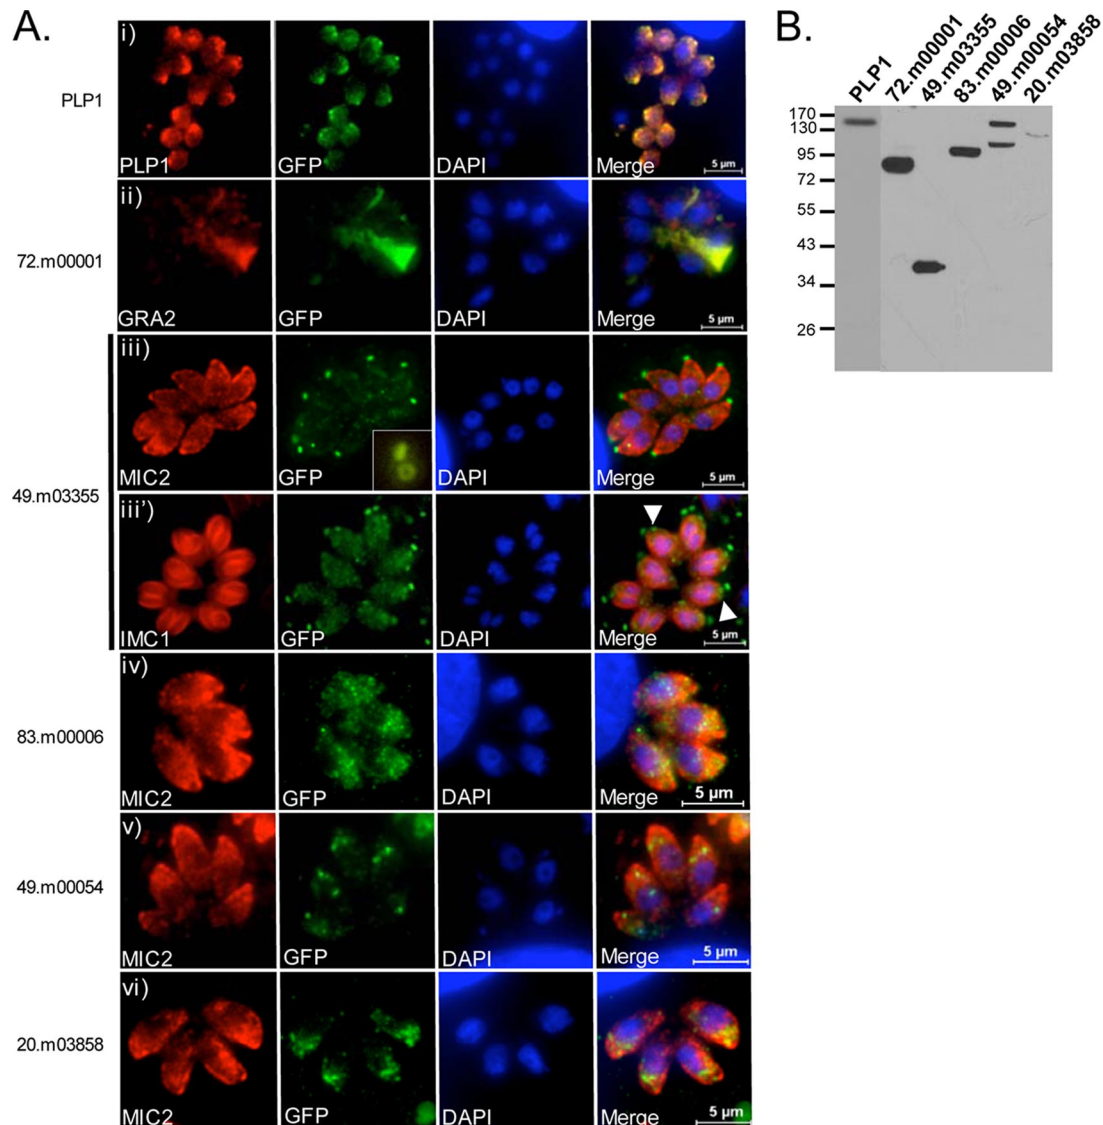 A.
B.
i)
PLP1
PLP1
GFP
DAPI
Merge
5 µm
ii)
72.m00001
GRA2
GFP
DAPI
Merge
5 µm
iii)
49.m03355
MIC2
GFP
DAPI
Merge
5 µm
iii')
IMC1
GFP
DAPI
Merge
5 µm
iv)
83.m00006
MIC2
GFP
DAPI
Merge
5 µm
v)
49.m00054
MIC2
GFP
DAPI
Merge
5 µm
vi)
20.m03858
MIC2
GFP
DAPI
Merge
5 µm
PLP1
72.m00001
49.m03355
83.m00006
49.m00054
20.m03858
170
130
95
72
55
43
34
26